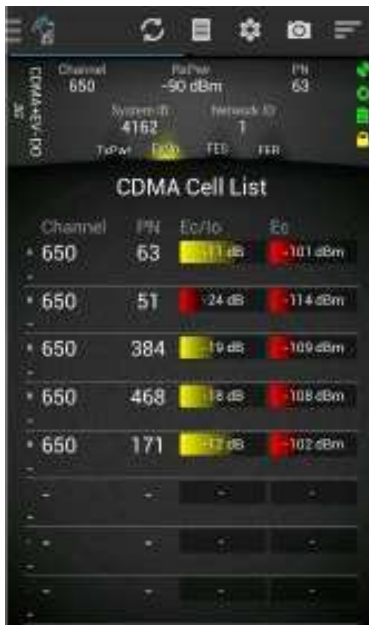 Channel RxPwr PN
650 -90 dBm 63
CDMA-EV-DO
3G
System ID Network ID
4162 1
TxPwr Ec/Io FES FER
CDMA Cell List
Channel PN Ec/Io Ec
650 63 -11 dB -101 dBm
-
650 51 -24 dB -114 dBm
-
650 384 -19 dB -109 dBm
-
650 468 -18 dB -108 dBm
-
650 171 -12 dB -102 dBm
-
- - - -
-
- - - -
-
- - - -
-